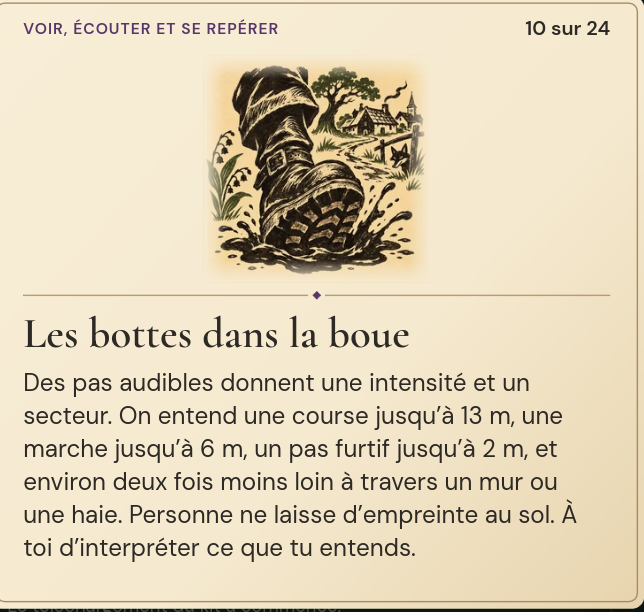 VOIR, ÉCOUTER ET SE REPÉRER
10 sur 24
Les bottes dans la boue
Des pas audibles donnent une intensité et un
secteur. On entend une course jusqu’à 13 m, une
marche jusqu’à 6 m, un pas furtif jusqu’à 2 m, et
environ deux fois moins loin à travers un mur ou
une haie. Personne ne laisse d’empreinte au sol. À
toi d’interpréter ce que tu entends.